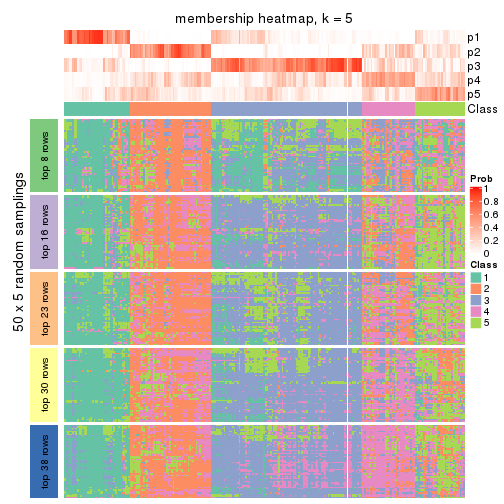 membership heatmap, k = 5
p1
p2
p3
p4
p5
Class
50 x 5 random samplings
top 8 rows
top 16 rows
top 23 rows
top 30 rows
top 38 rows
Prob
1
0.8
0.6
0.4
0.2
0
Class
1
2
3
4
5